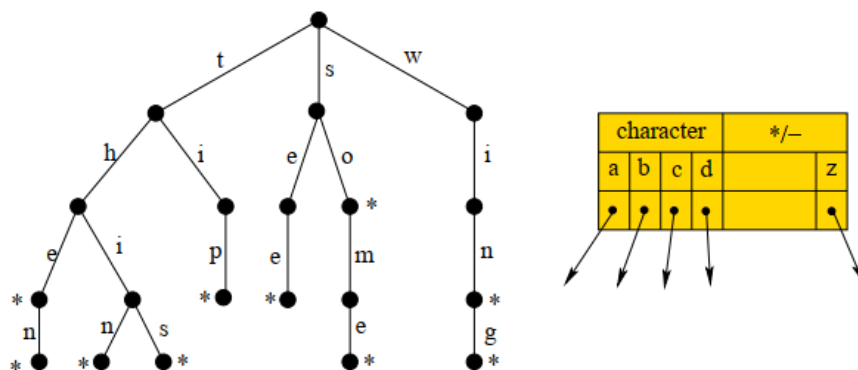 t s w
character */–
h i e o i
a b c d z
*
e i p e m n
* * * *
n n s e g
* * * * *